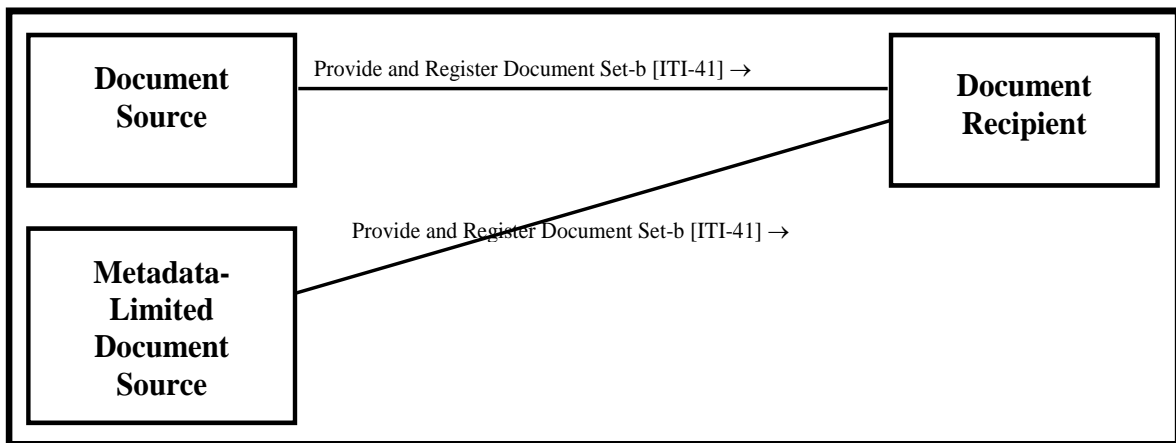 Document
Source
Provide and Register Document Set-b [ITI-41] →
Document
Recipient
Provide and Register Document Set-b [ITI-41] →
Metadata-
Limited
Document
Source